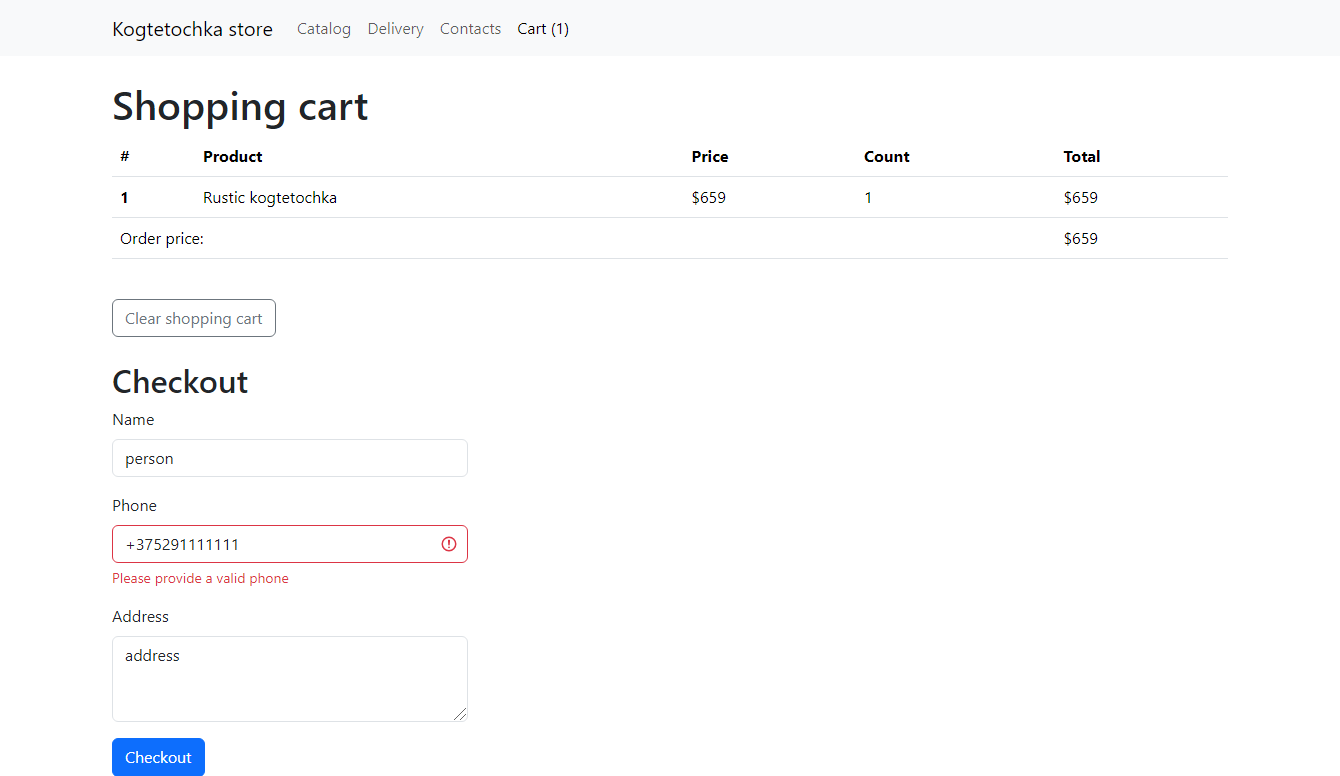 Kogtetochka store Catalog Delivery Contacts Cart (1)
Shopping cart
# Product Price Count Total
1 Rustic kogtetochka $659 1 $659
Order price: $659
Clear shopping cart
Checkout
Name
person
Phone
+375291111111
Please provide a valid phone
Address
address
Checkout